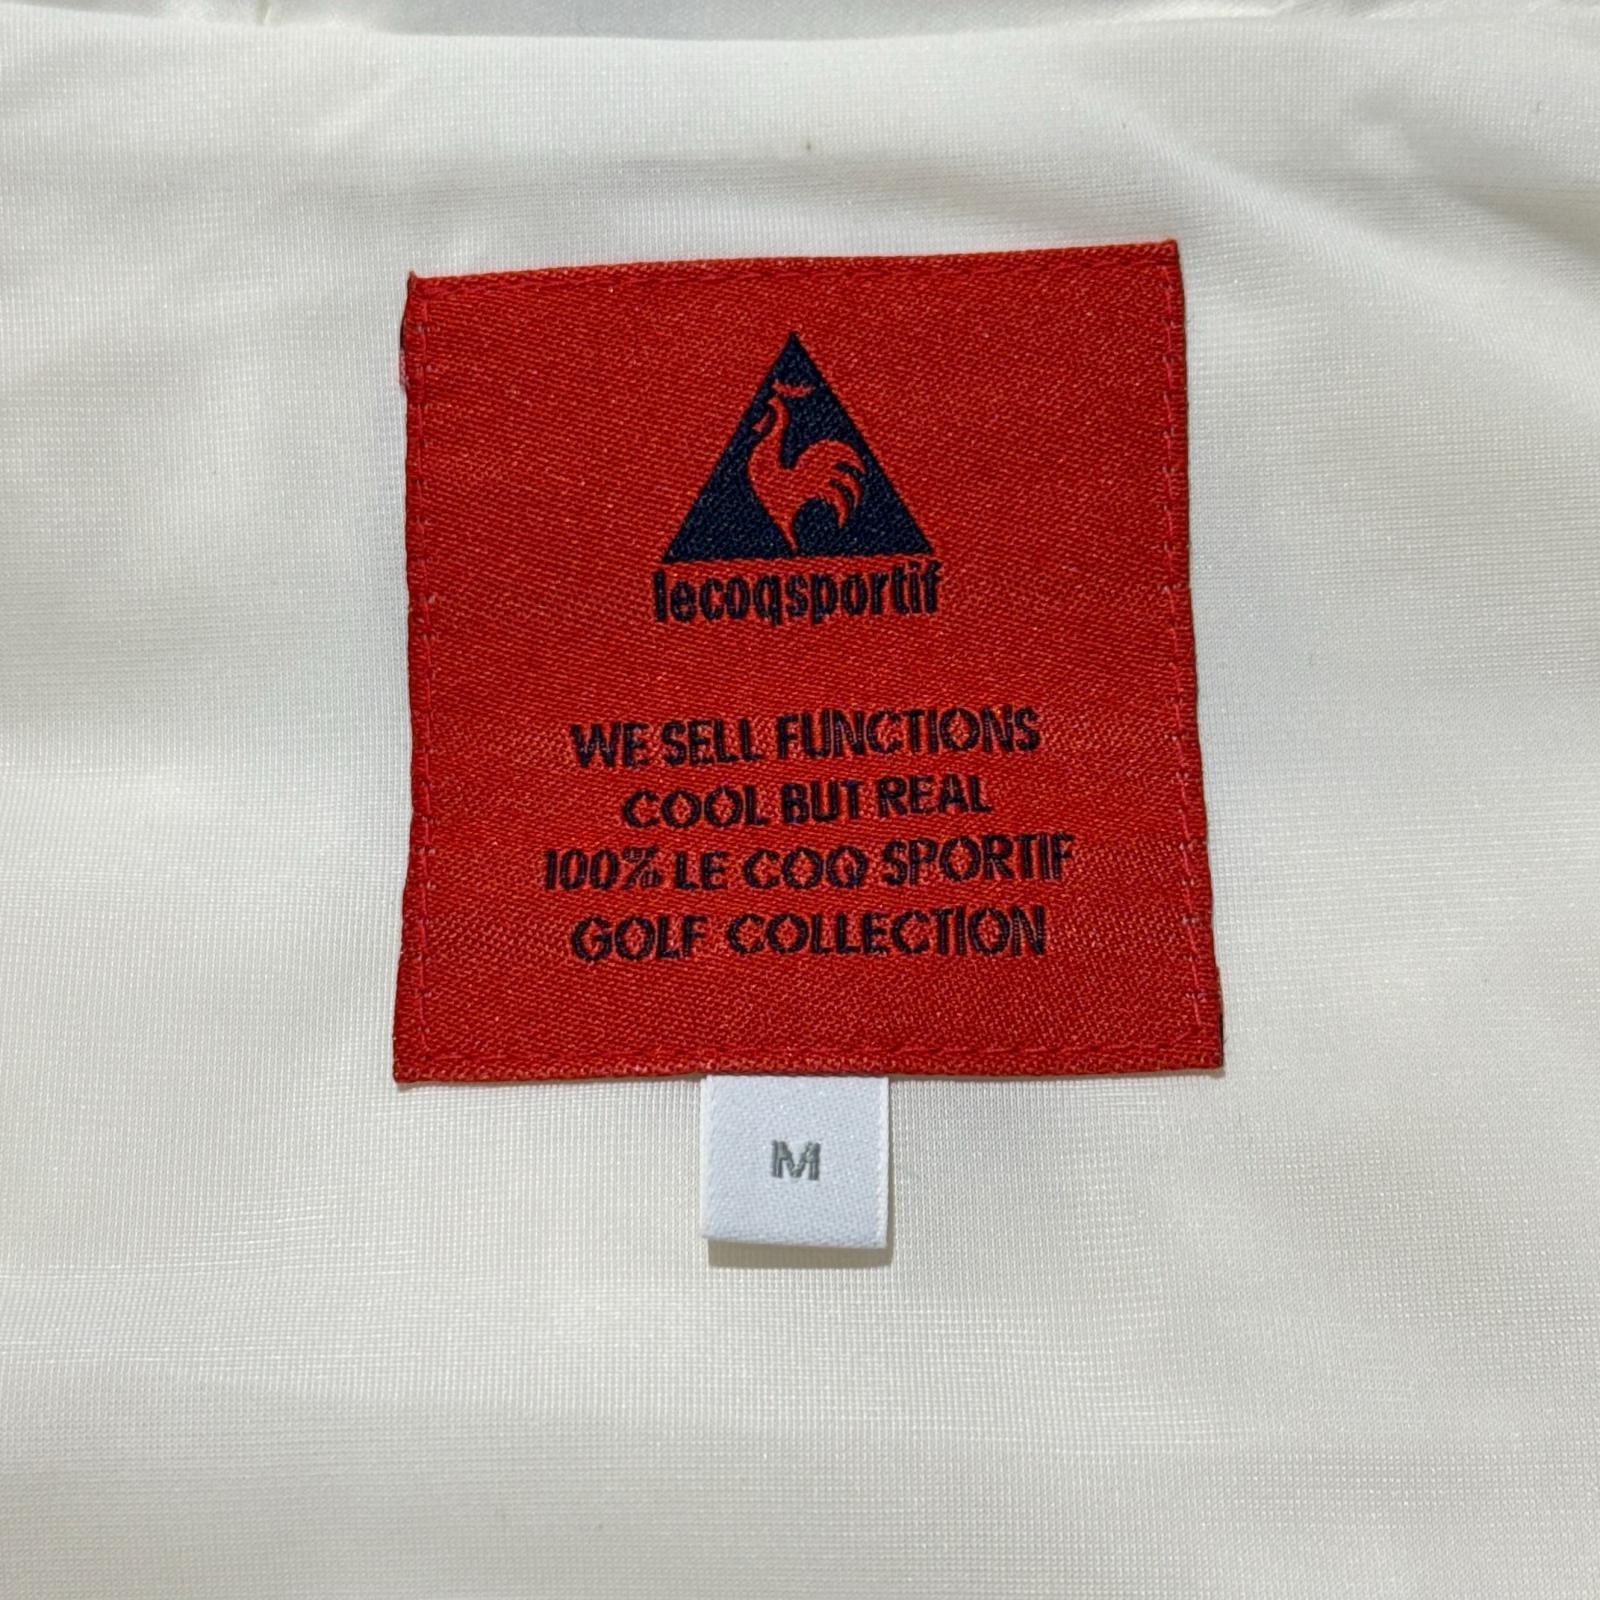 lecoqsportif
WE SELL FUNCTIONS
COOL BUT REAL
100% LE COQ SPORTIF
GOLF COLLECTION
M